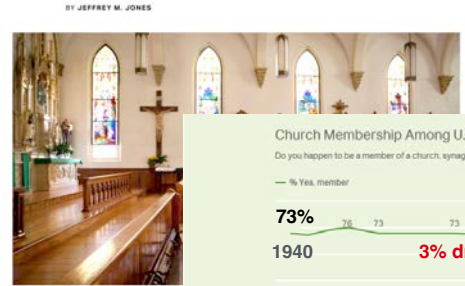 BY JEFFREY M. JONES
Church Membership Among U.
Do you happen to be a member of a church, synag
— % Yes, member
73% 76 73 73
1940 3% d